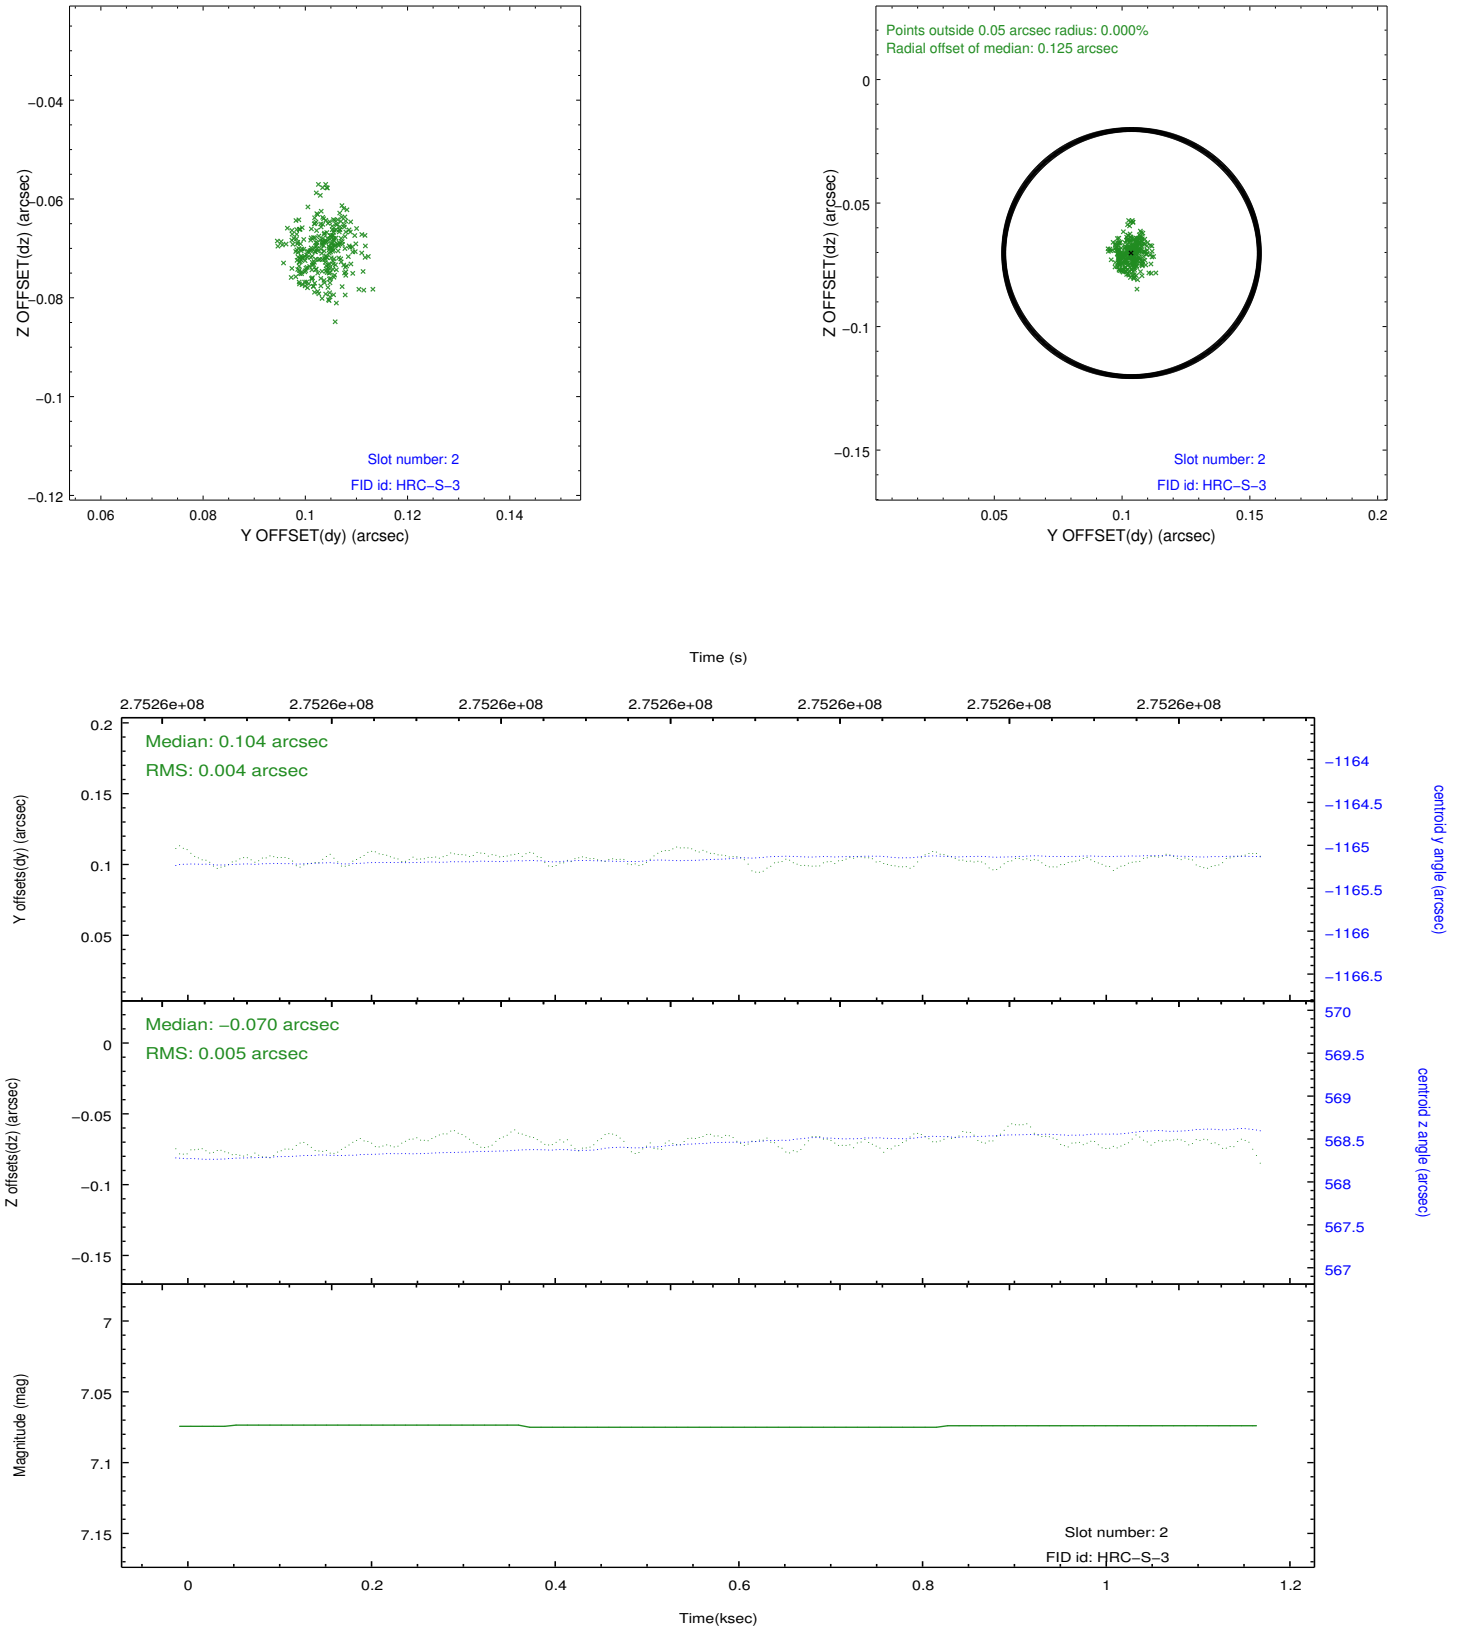 −0.04
−0.06
−0.08
−0.1
−0.12
Z OFFSET(dz) (arcsec)
Slot number: 2
FID id: HRC−S−3
0.06 0.08 0.1 0.12 0.14
Y OFFSET(dy) (arcsec)
Points outside 0.05 arcsec radius: 0.000%
Radial offset of median: 0.125 arcsec
0
−0.05
−0.1
−0.15
Z OFFSET(dz) (arcsec)
Slot number: 2
FID id: HRC−S−3
0.05 0.1 0.15 0.2
Y OFFSET(dy) (arcsec)
Time (s)
2.7526e+08 2.7526e+08 2.7526e+08 2.7526e+08 2.7526e+08 2.7526e+08 2.7526e+08
Median: 0.104 arcsec
RMS: 0.004 arcsec
0.2
0.15
0.1
0.05
Y offsets(dy) (arcsec)
−1164
−1164.5
−1165
−1165.5
−1166
−1166.5
centroid y angle (arcsec)
Median: −0.070 arcsec
RMS: 0.005 arcsec
0
−0.05
−0.1
−0.15
Z offsets(dz) (arcsec)
570
569.5
569
568.5
568
567.5
567
centroid z angle (arcsec)
7
7.05
7.1
7.15
Magnitude (mag)
Slot number: 2
FID id: HRC−S−3
0 0.2 0.4 0.6 0.8 1 1.2
Time(ksec)